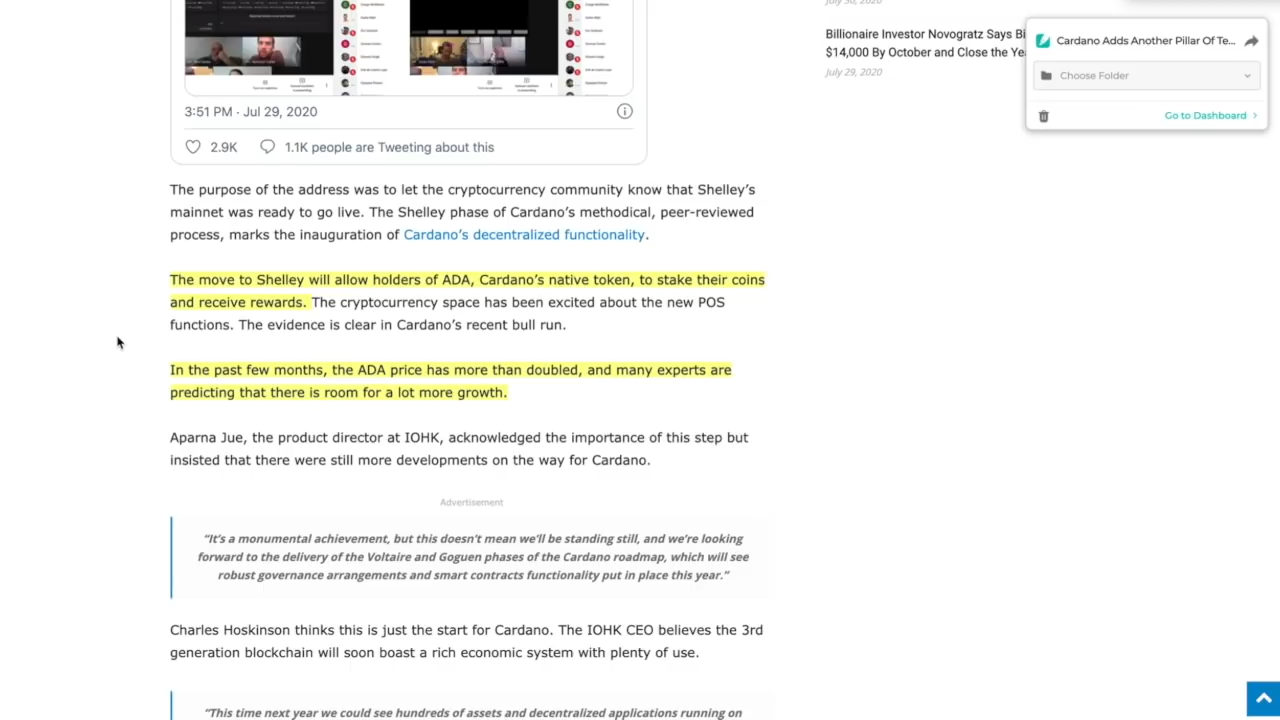 July 30, 2020
Billionaire Investor Novogratz Says Bi
$14,000 By October and Close the Ye
July 29, 2020
Cardano Adds Another Pillar Of Te...
Choose Folder
Go to Dashboard
3:51 PM · Jul 29, 2020
2.9K 1.1K people are Tweeting about this
The purpose of the address was to let the cryptocurrency community know that Shelley’s
mainnet was ready to go live. The Shelley phase of Cardano’s methodical, peer-reviewed
process, marks the inauguration of Cardano’s decentralized functionality.
The move to Shelley will allow holders of ADA, Cardano’s native token, to stake their coins
and receive rewards. The cryptocurrency space has been excited about the new POS
functions. The evidence is clear in Cardano’s recent bull run.
In the past few months, the ADA price has more than doubled, and many experts are
predicting that there is room for a lot more growth.
Aparna Jue, the product director at IOHK, acknowledged the importance of this step but
insisted that there were still more developments on the way for Cardano.
Advertisement
“It’s a monumental achievement, but this doesn’t mean we’ll be standing still, and we’re looking
forward to the delivery of the Voltaire and Goguen phases of the Cardano roadmap, which will see
robust governance arrangements and smart contracts functionality put in place this year.”
Charles Hoskinson thinks this is just the start for Cardano. The IOHK CEO believes the 3rd
generation blockchain will soon boast a rich economic system with plenty of use.
“This time next year we could see hundreds of assets and decentralized applications running on